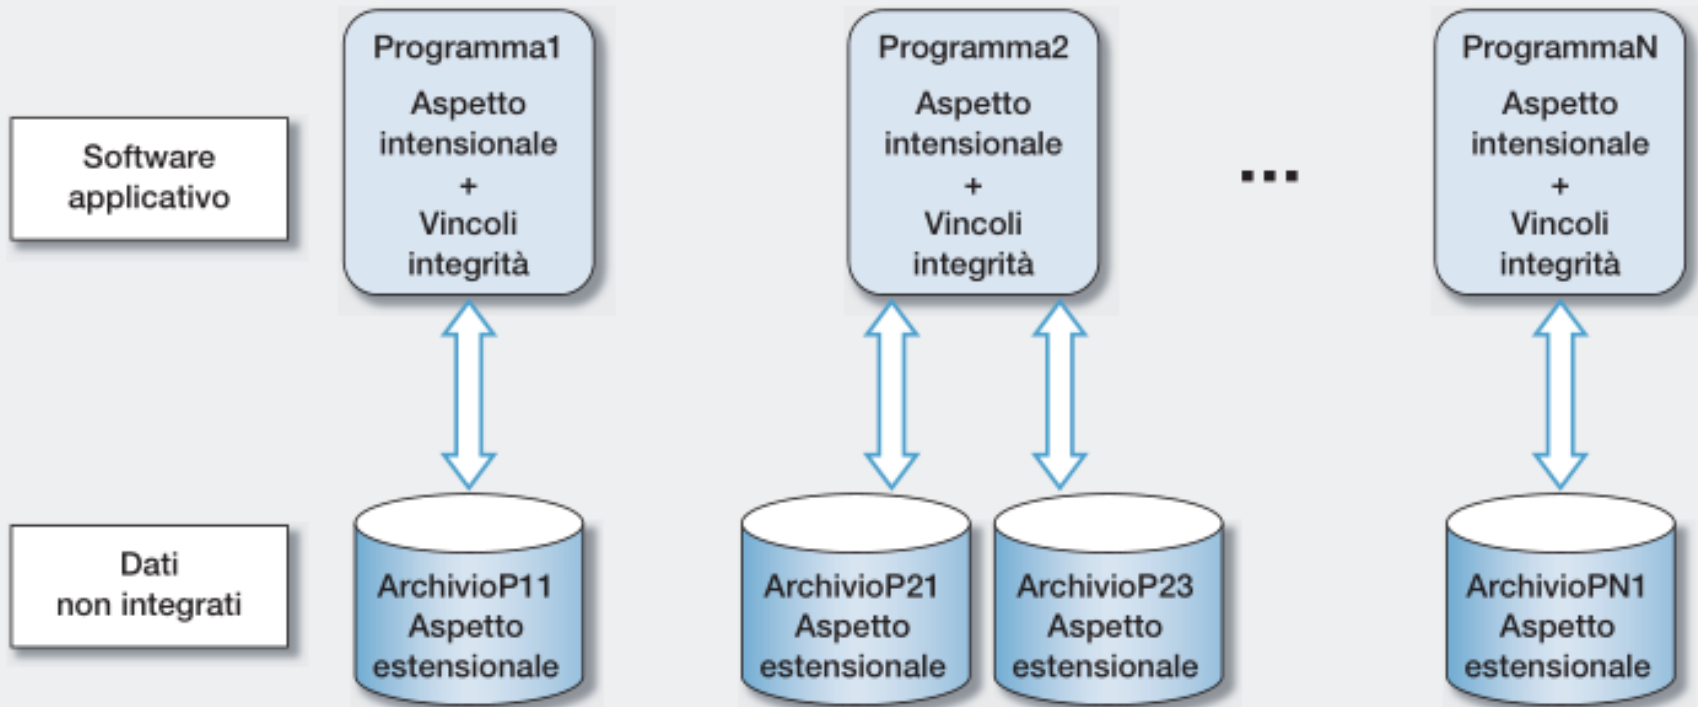 Programma1
Aspetto
intensionale
+
Vincoli
integrità
Programma2
Aspetto
intensionale
+
Vincoli
integrità
...
ProgrammaN
Aspetto
intensionale
+
Vincoli
integrità
Software
applicativo
Dati
non integrati
ArchivioP11
Aspetto
estensionale
ArchivioP21
Aspetto
estensionale
ArchivioP23
Aspetto
estensionale
ArchivioPN1
Aspetto
estensionale